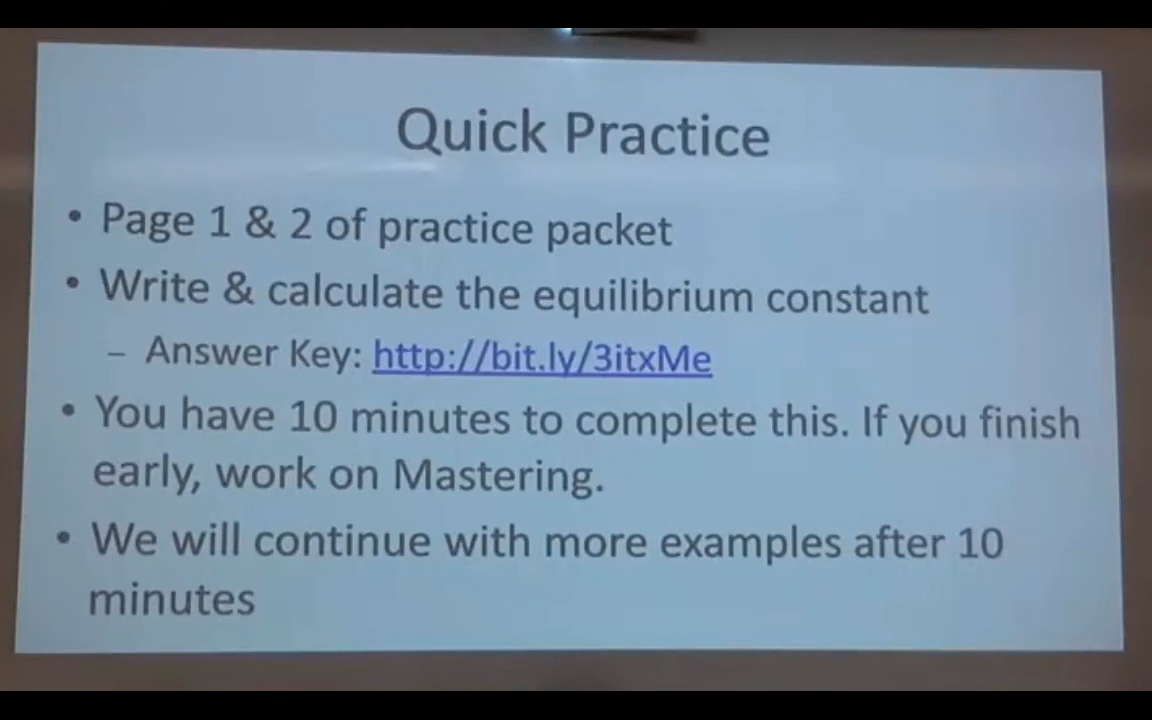 Quick Practice
• Page 1 & 2 of practice packet
• Write & calculate the equilibrium constant
– Answer Key: http://bit.ly/3itxMe
• You have 10 minutes to complete this. If you finish
early, work on Mastering.
• We will continue with more examples after 10
minutes